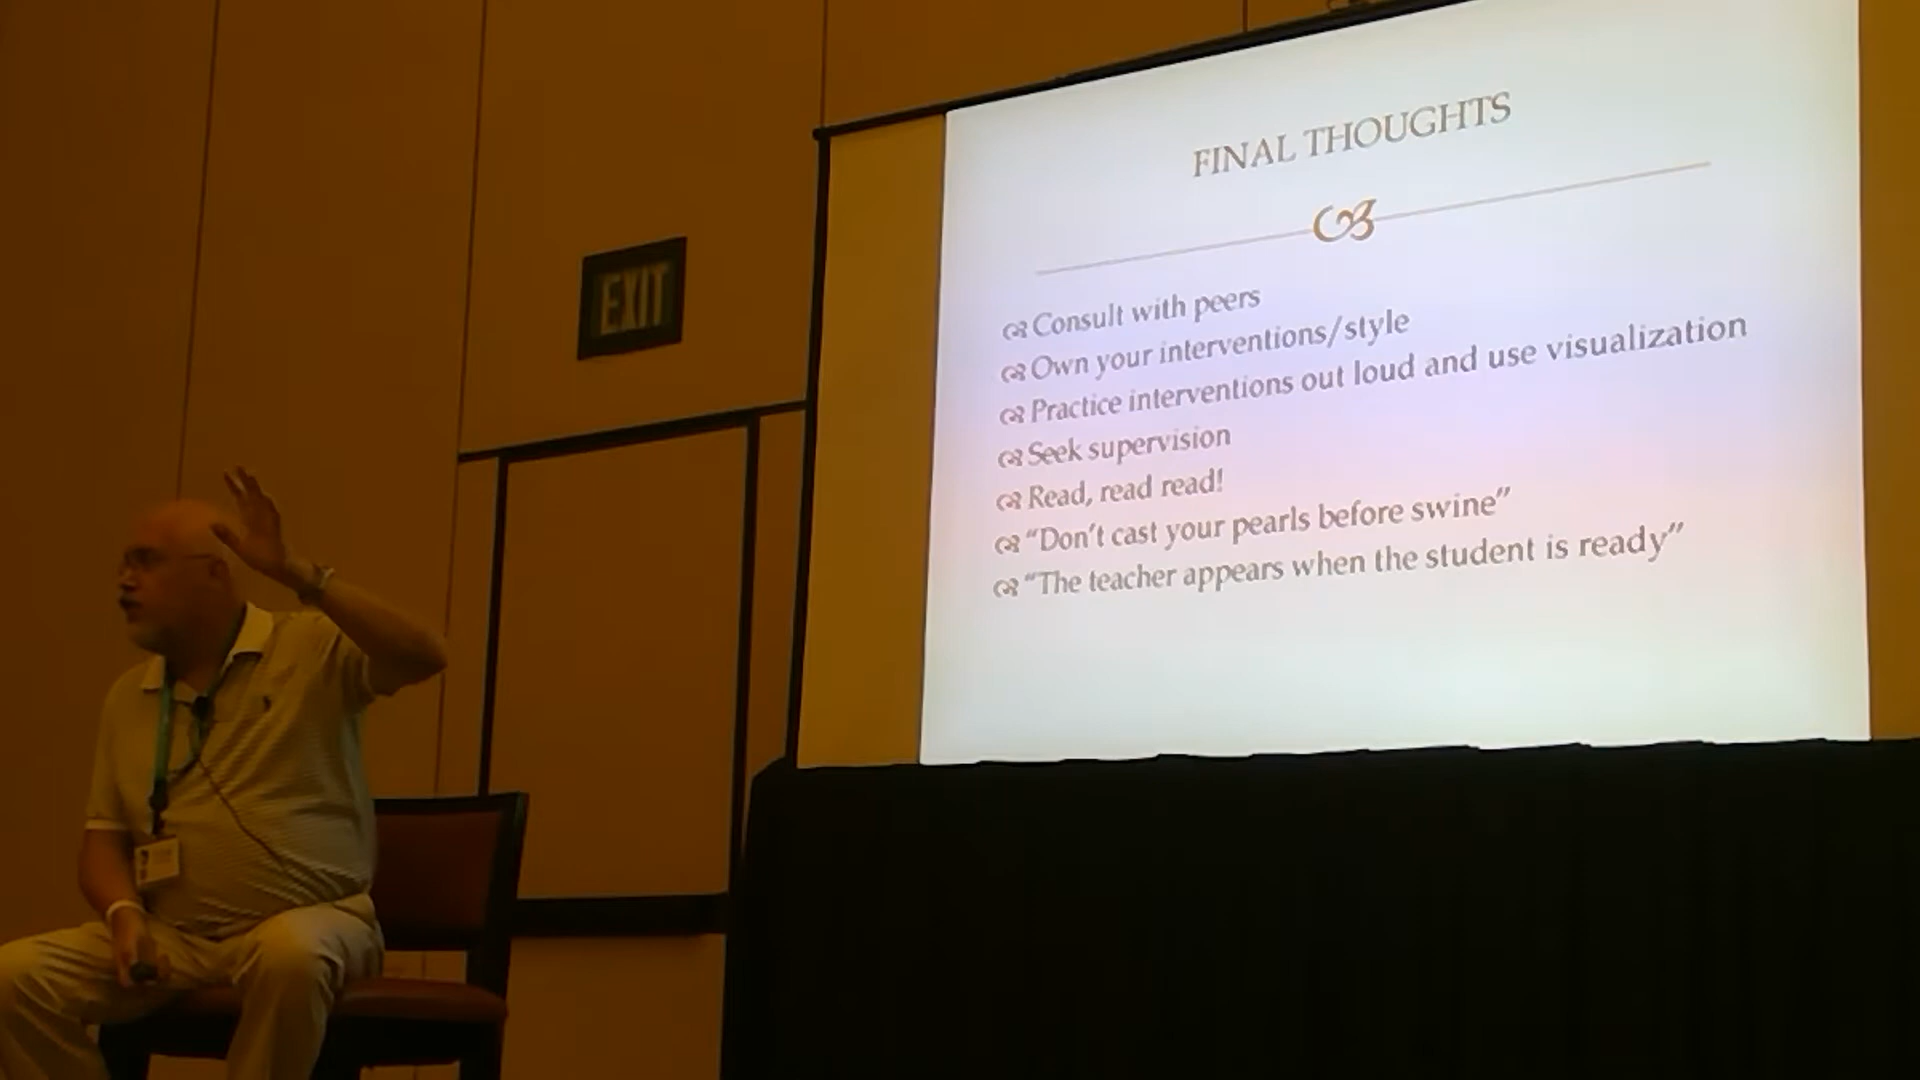 FINAL THOUGHTS
Consult with peers
Own your interventions/style
Practice interventions out loud and use visualization
Seek supervision
Read, read read!
“Don’t cast your pearls before swine”
“The teacher appears when the student is ready”
EXIT